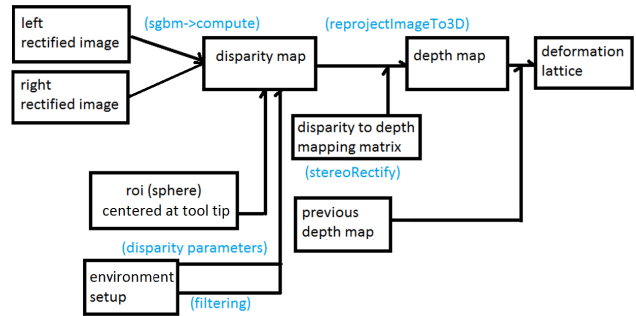 left
rectified image
(sgbm->compute)
(reprojectImageTo3D)
disparity map
depth map
deformation
lattice
right
rectified image
disparity to depth
mapping matrix
(stereoRectify)
roi (sphere)
centered at tool tip
previous
depth map
(disparity parameters)
environment
setup
(filtering)